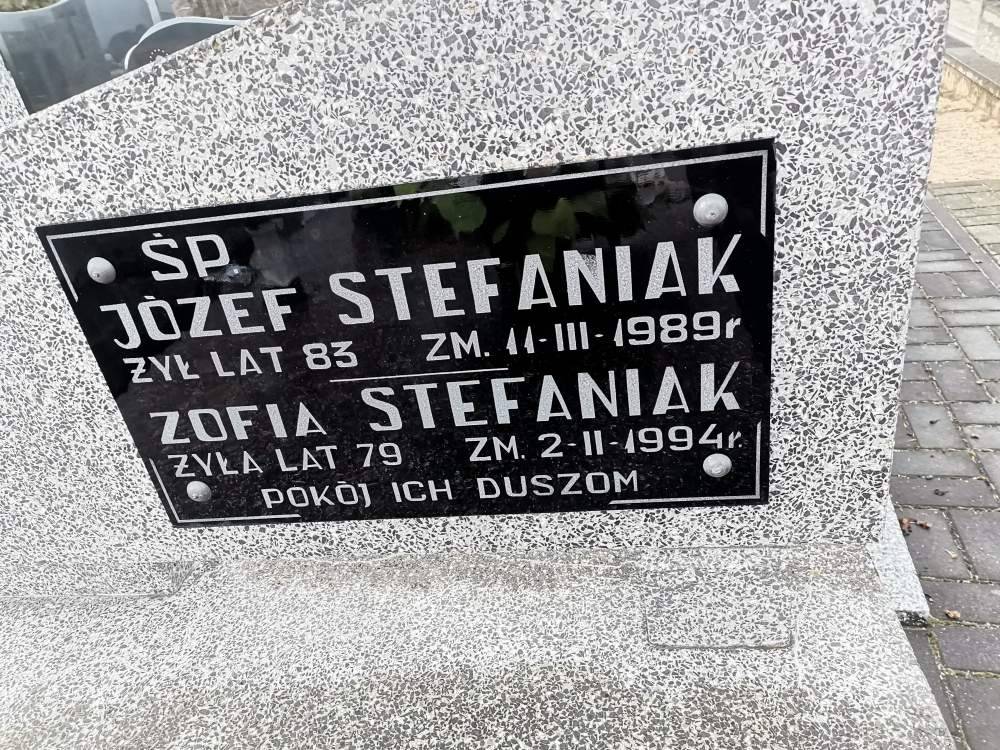 ŚP
JÓZEF STEFANIAK
ŻYŁ LAT 83 ZM. 11-III-1989r
ZOFIA STEFANIAK
ŻYŁA LAT 79 ZM. 2-II-1994r.
POKÓJ ICH DUSZOM